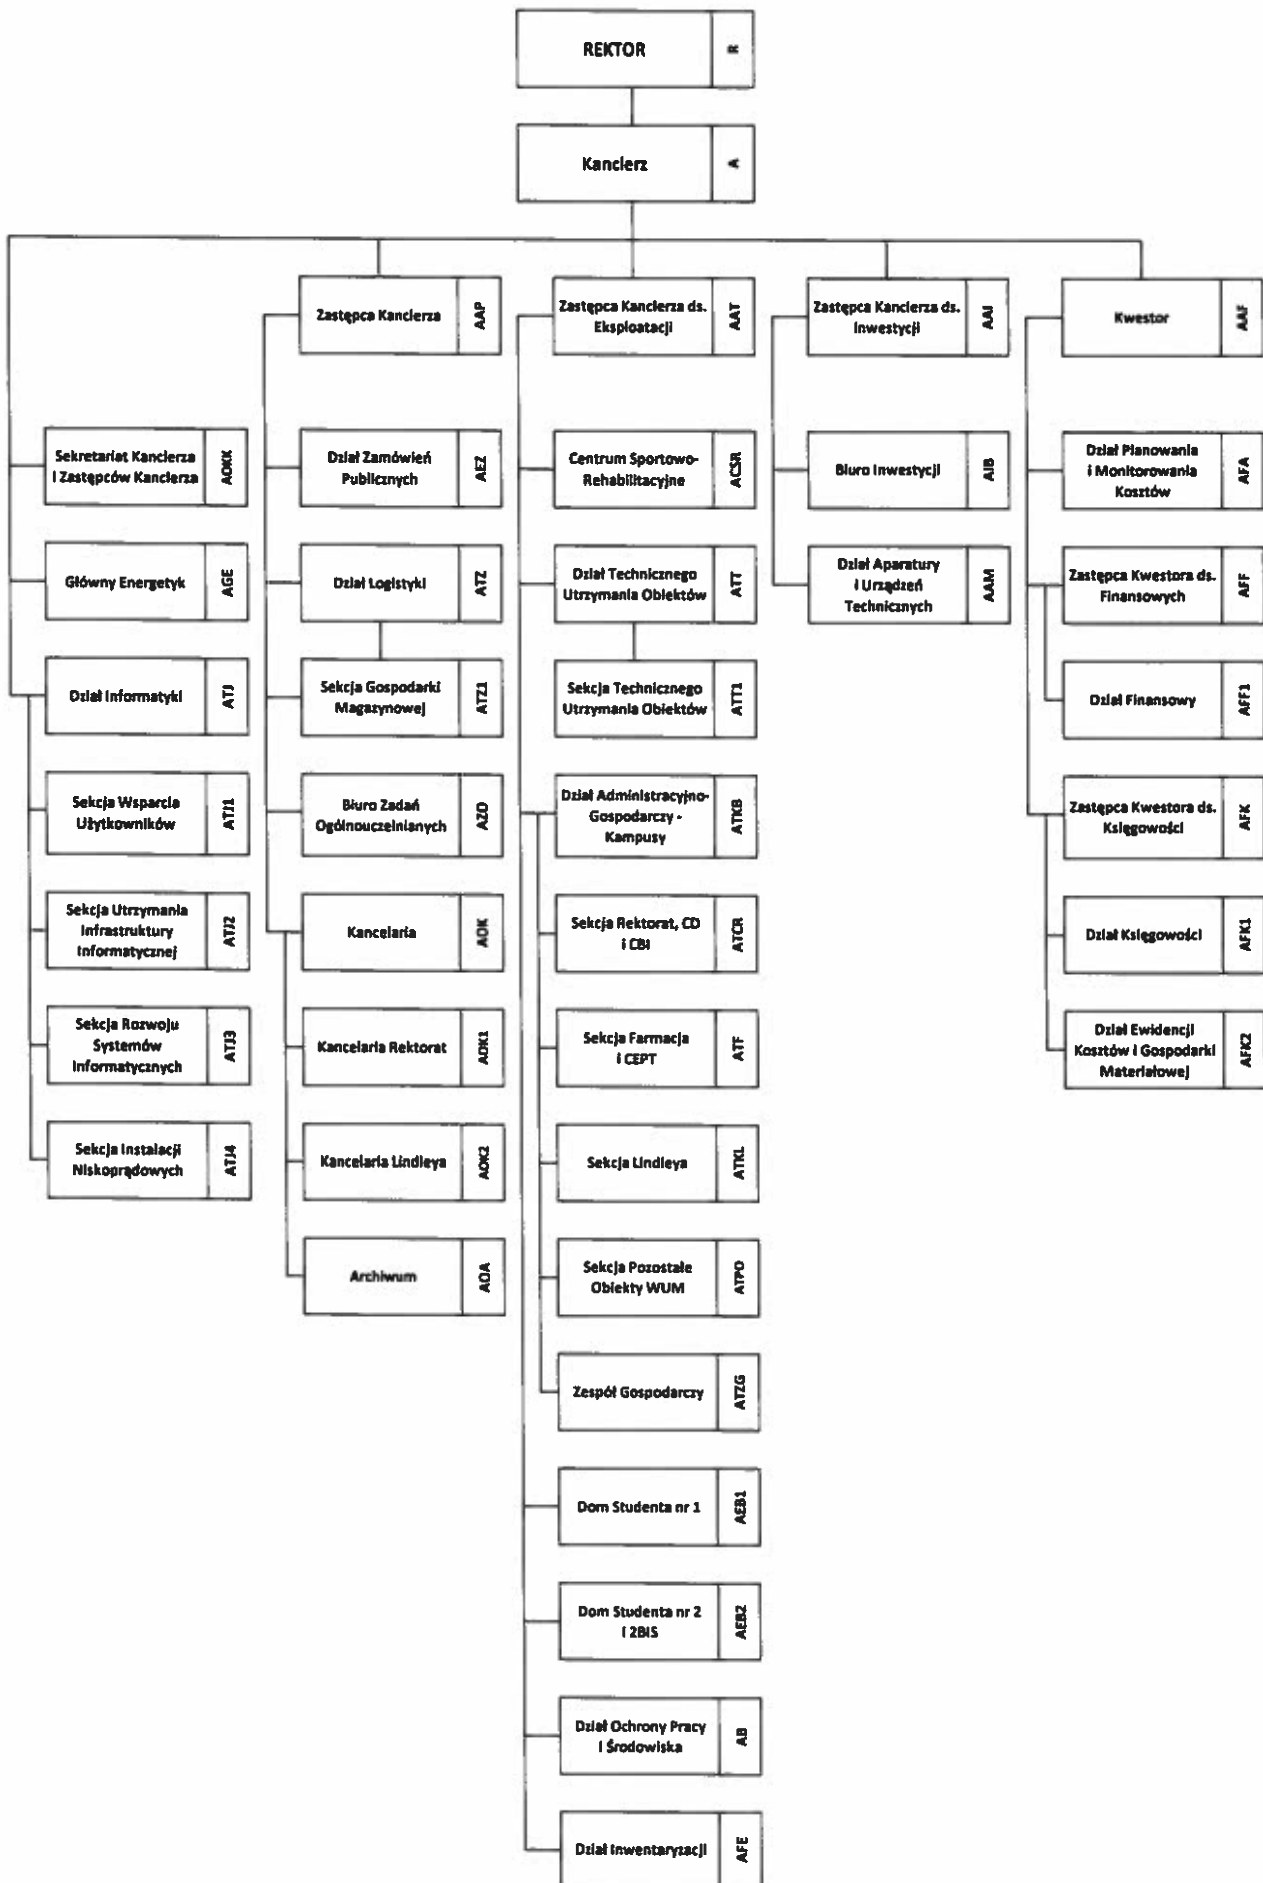 REKTOR
R
Kanclerz
A
Zastępca Kanclerza
AAP
Zastępca Kanclerza ds.
Eksploatacji
AAT
Zastępca Kanclerza ds.
Inwestycji
AAI
Kwestor
AAF
Sekretariat Kanclerza
i Zastępców Kanclerza
AOKK
Główny Energetyk
AGE
Dział Informatyki
ATJ
Sekcja Wsparcia
Użytkowników
ATJ1
Sekcja Utrzymania
Infrastruktury
Informatycznej
ATJ2
Sekcja Rozwoju
Systemów
Informatycznych
ATJ3
Sekcja Instalacji
Niskoprądowych
ATJ4
Dział Zamówień
Publicznych
AEZ
Dział Logistyki
ATZ
Sekcja Gospodarki
Magazynowej
ATZ1
Biuro Zadań
Ogólnouczelnianych
AZO
Kancelaria
AOK
Kancelaria Rektorat
AOK1
Kancelaria Lindleya
AOK2
Archiwum
AOA
Centrum Sportowo-
Rehabilitacyjne
ACSR
Dział Technicznego
Utrzymania Obiektów
ATT
Sekcja Technicznego
Utrzymania Obiektów
ATT1
Dział Administracyjno-
Gospodarczy -
Kampusy
ATKB
Sekcja Rektorat, CD
i CBI
ATCR
Sekcja Farmacja
i CEPT
ATF
Sekcja Lindleya
ATKL
Sekcja Pozostałe
Obiekty WUM
ATPO
Zespół Gospodarczy
ATZG
Dom Studenta nr 1
AEB1
Dom Studenta nr 2
i 2BIS
AEB2
Dział Ochrony Pracy
i Środowiska
AB
Dział Inwentaryzacji
AFE
Biuro Inwestycji
AIB
Dział Aparatury
i Urządzeń
Technicznych
AAM
Dział Planowania
i Monitorowania
Kosztów
AFA
Zastępca Kwestora ds.
Finansowych
AFF
Dział Finansowy
AFF1
Zastępca Kwestora ds.
Księgowości
AFK
Dział Księgowości
AFK1
Dział Ewidencji
Kosztów i Gospodarki
Materiałowej
AFK2